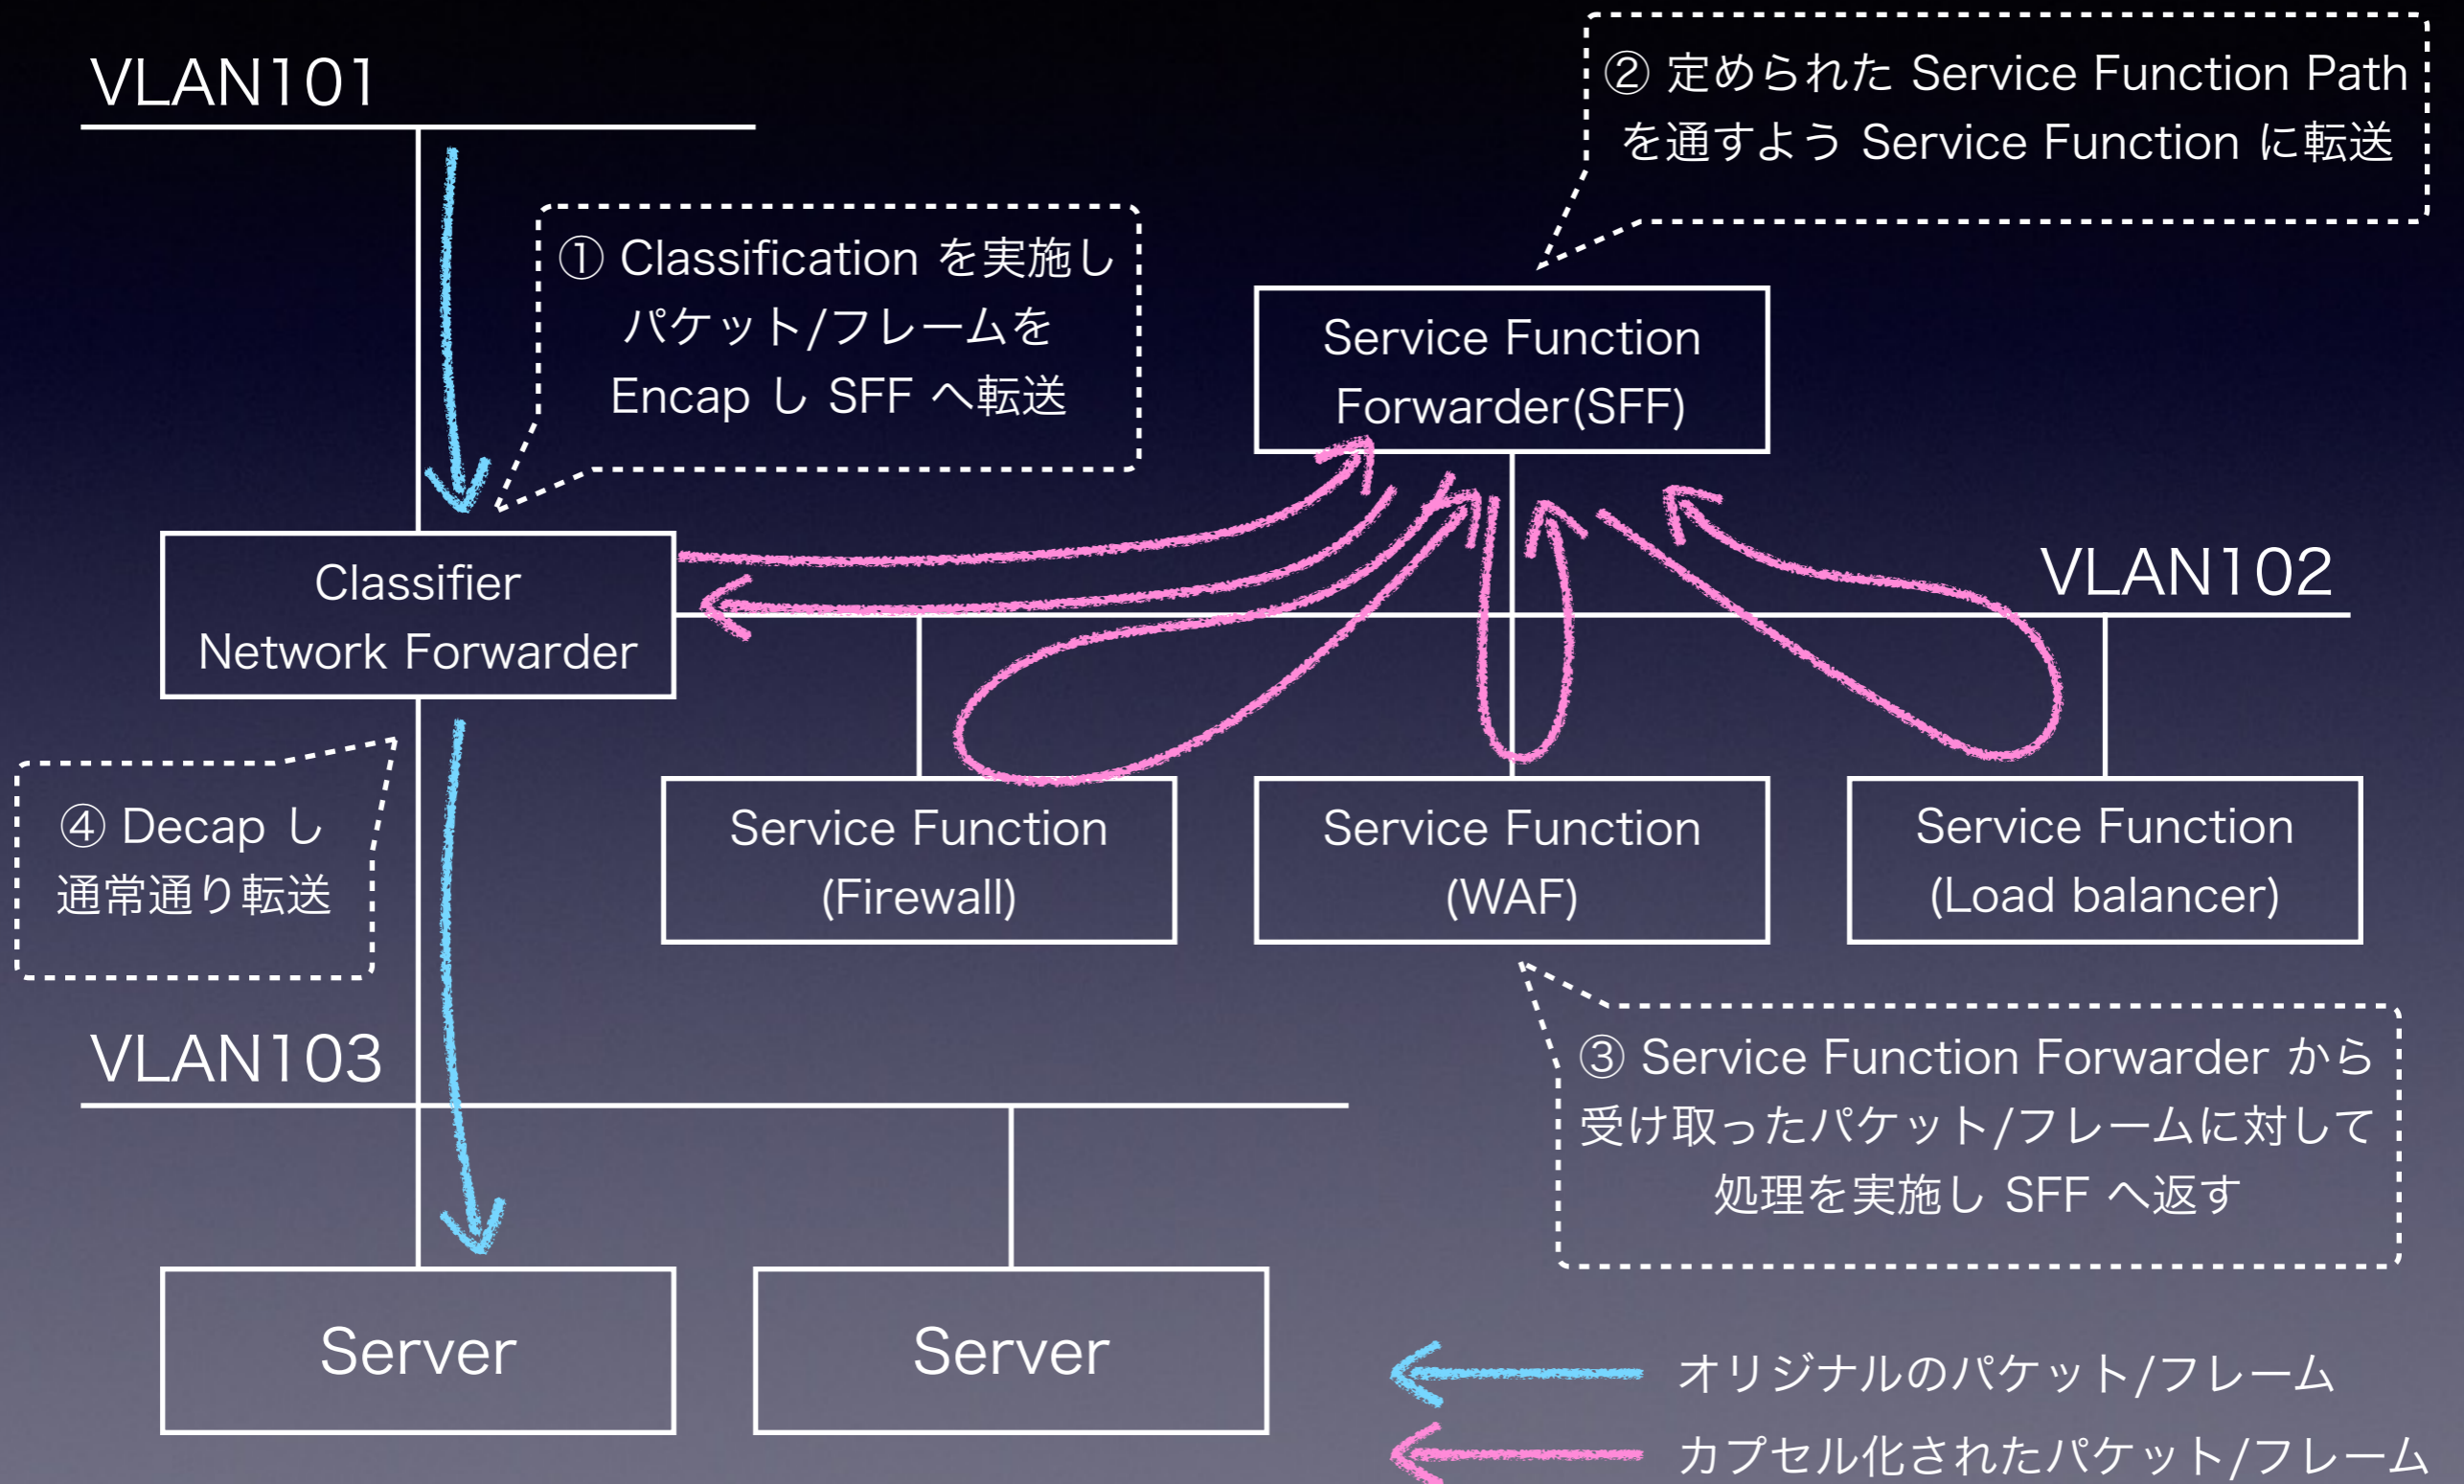 VLAN101
② 定められた Service Function Path
を通すよう Service Function に転送
① Classification を実施し
パケット/フレームを
Encap し SFF へ転送
Service Function
Forwarder(SFF)
Classifier
Network Forwarder
VLAN102
④ Decap し
通常通り転送
Service Function
(Firewall)
Service Function
(WAF)
Service Function
(Load balancer)
VLAN103
③ Service Function Forwarder から
受け取ったパケット/フレームに対して
処理を実施し SFF へ返す
Server
Server
オリジナルのパケット/フレーム
カプセル化されたパケット/フレーム